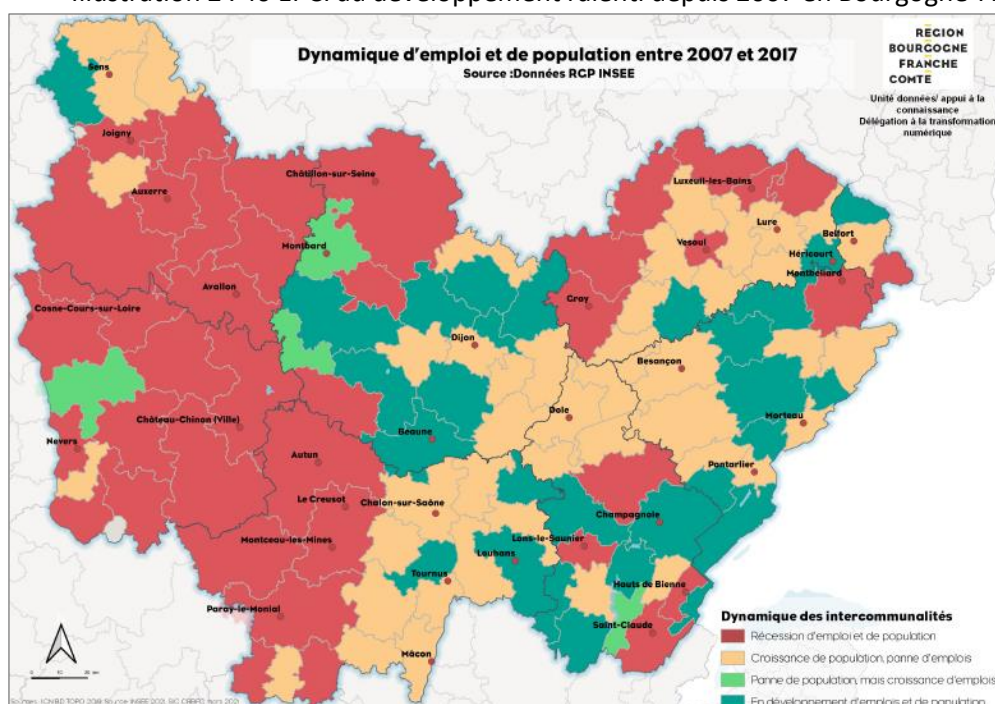 Dynamique d'emploi et de population entre 2007 et 2017
Source :Données RGP INSEE
RÉGION
BOURGOGNE
FRANCHE
COMTÉ
Unité données/ appui à la
connaissance
Délégation à la transformation
numérique
Sens
Joigny
Auxerre
Châtillon-sur-Seine
Montbard
Avallon
Cosne-Cours-sur-Loire
Château-Chinon (Ville)
Nevers
Luxeuil-les-Bains
Lure
Belfort
Vesoul
Héricourt
Montbéliard
Gray
Dijon
Besançon
Dole
Beaune
Morteau
Pontarlier
Autun
Le Creusot
Chalon-sur-Saône
Champagnole
Lons-le-Saunier
Montceau-les-Mines
Louhans
Tournus
Hauts de Bienne
Paray-le-Monial
Saint-Claude
Mâcon
Dynamique des intercommunalités
Récession d'emploi et de population
Croissance de population, panne d'emplois
Panne de population, mais croissance d'emplois
En développement d'emplois et de population